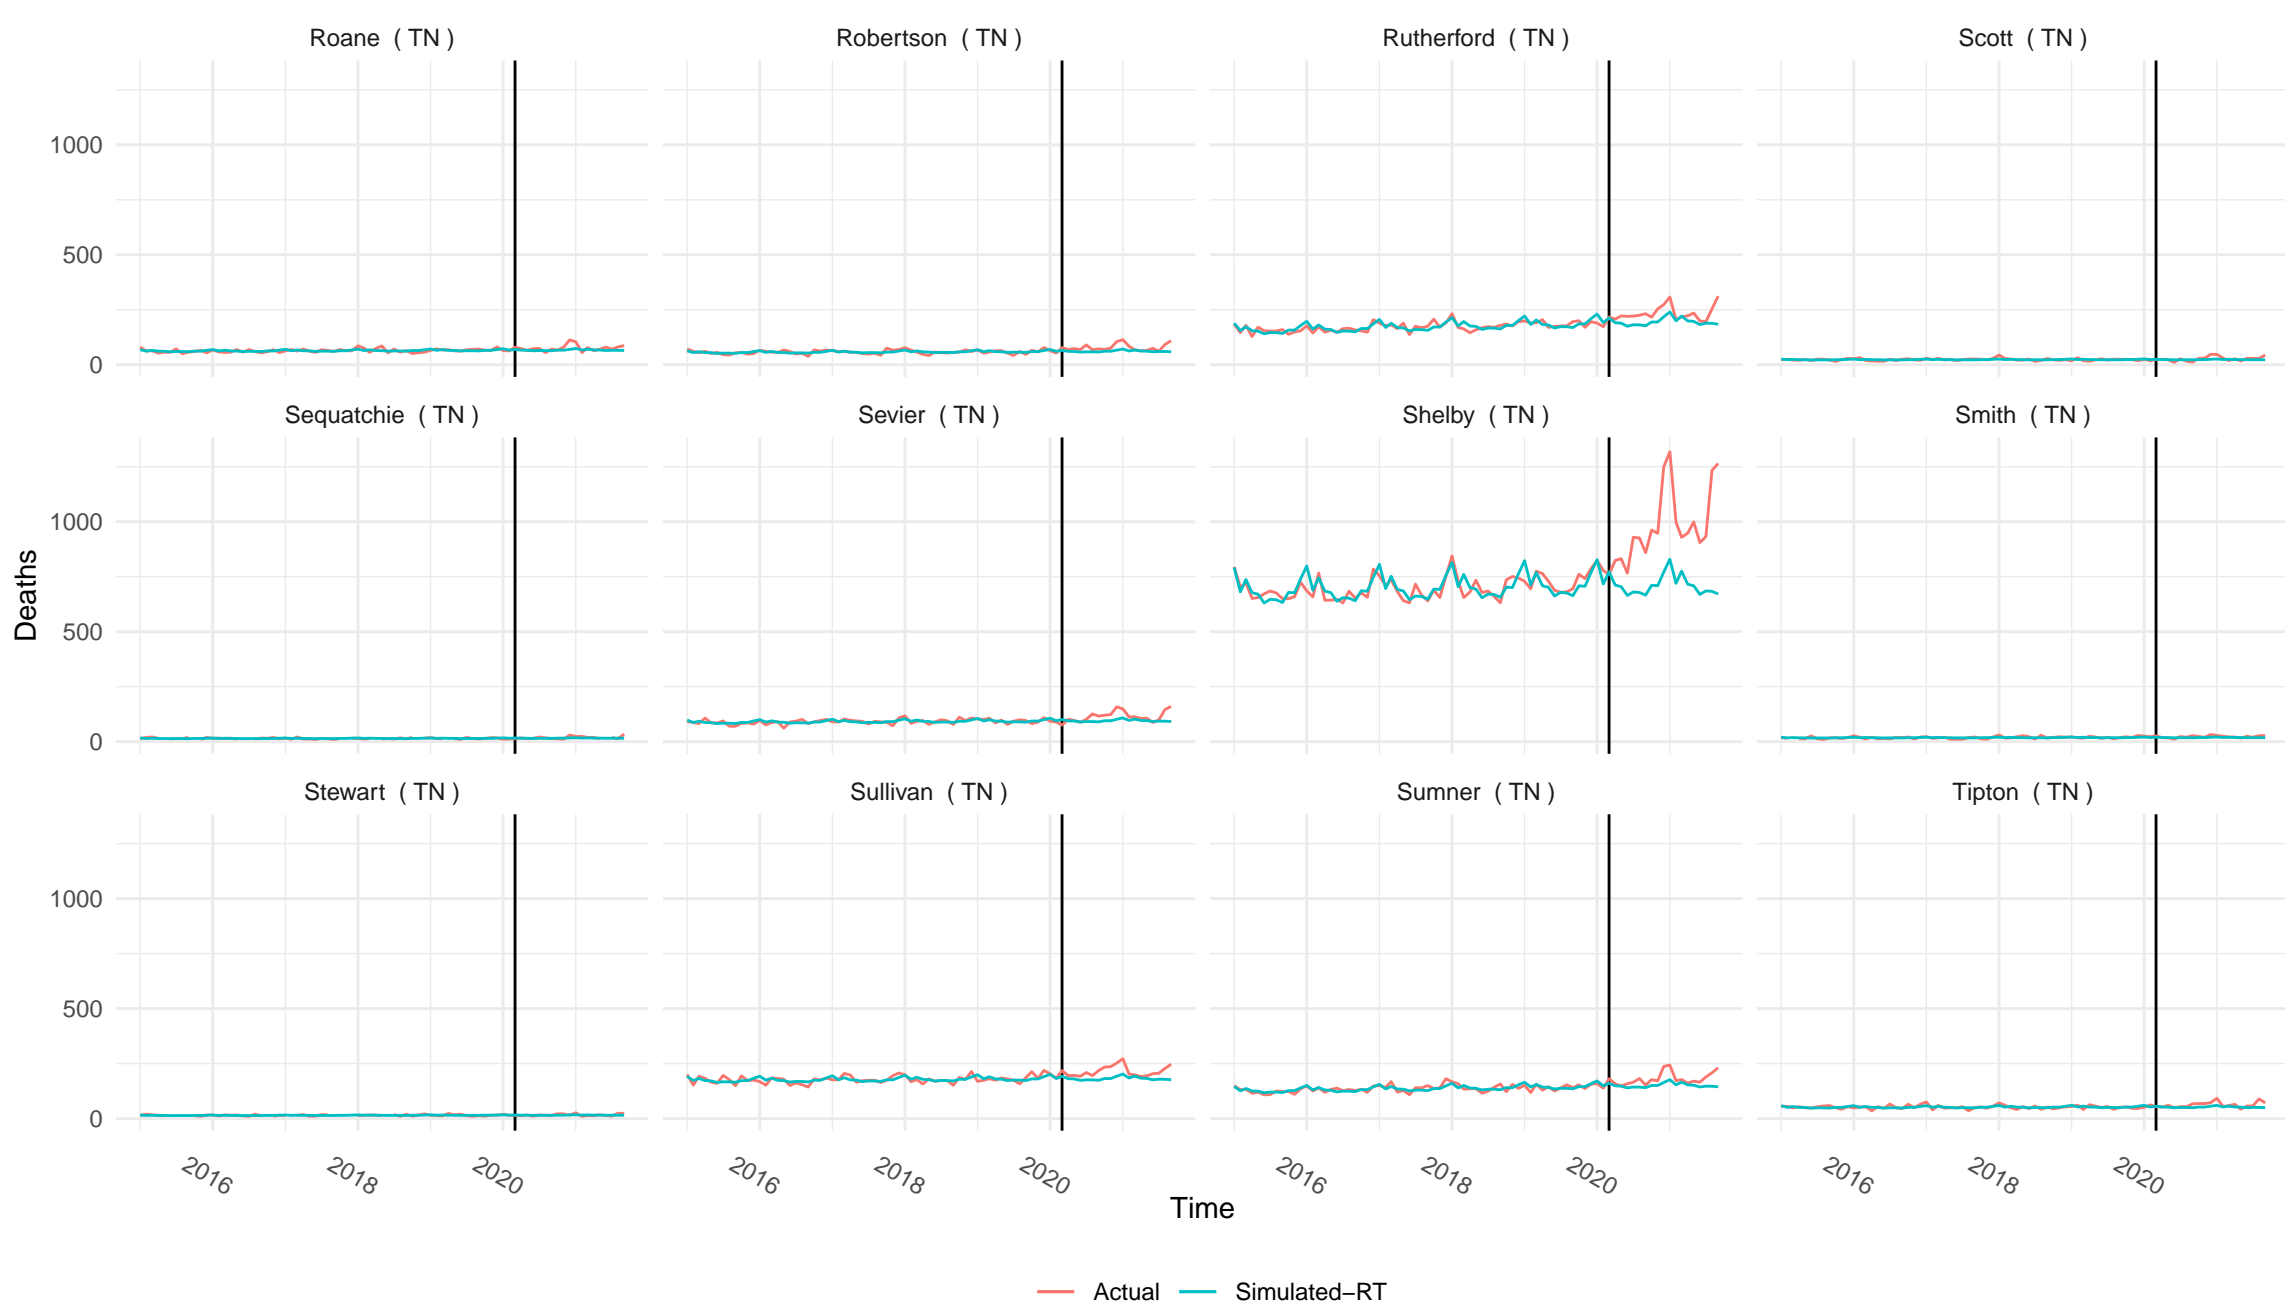 Roane ( TN )
Robertson ( TN )
Rutherford ( TN )
Scott ( TN )
1000
500
0
Sequatchie ( TN )
Sevier ( TN )
Shelby ( TN )
Smith ( TN )
1000
500
0
Deaths
Stewart ( TN )
Sullivan ( TN )
Sumner ( TN )
Tipton ( TN )
1000
500
0
2016 2018 2020
2016 2018 2020
2016 2018 2020
2016 2018 2020
Time
Actual
Simulated−RT